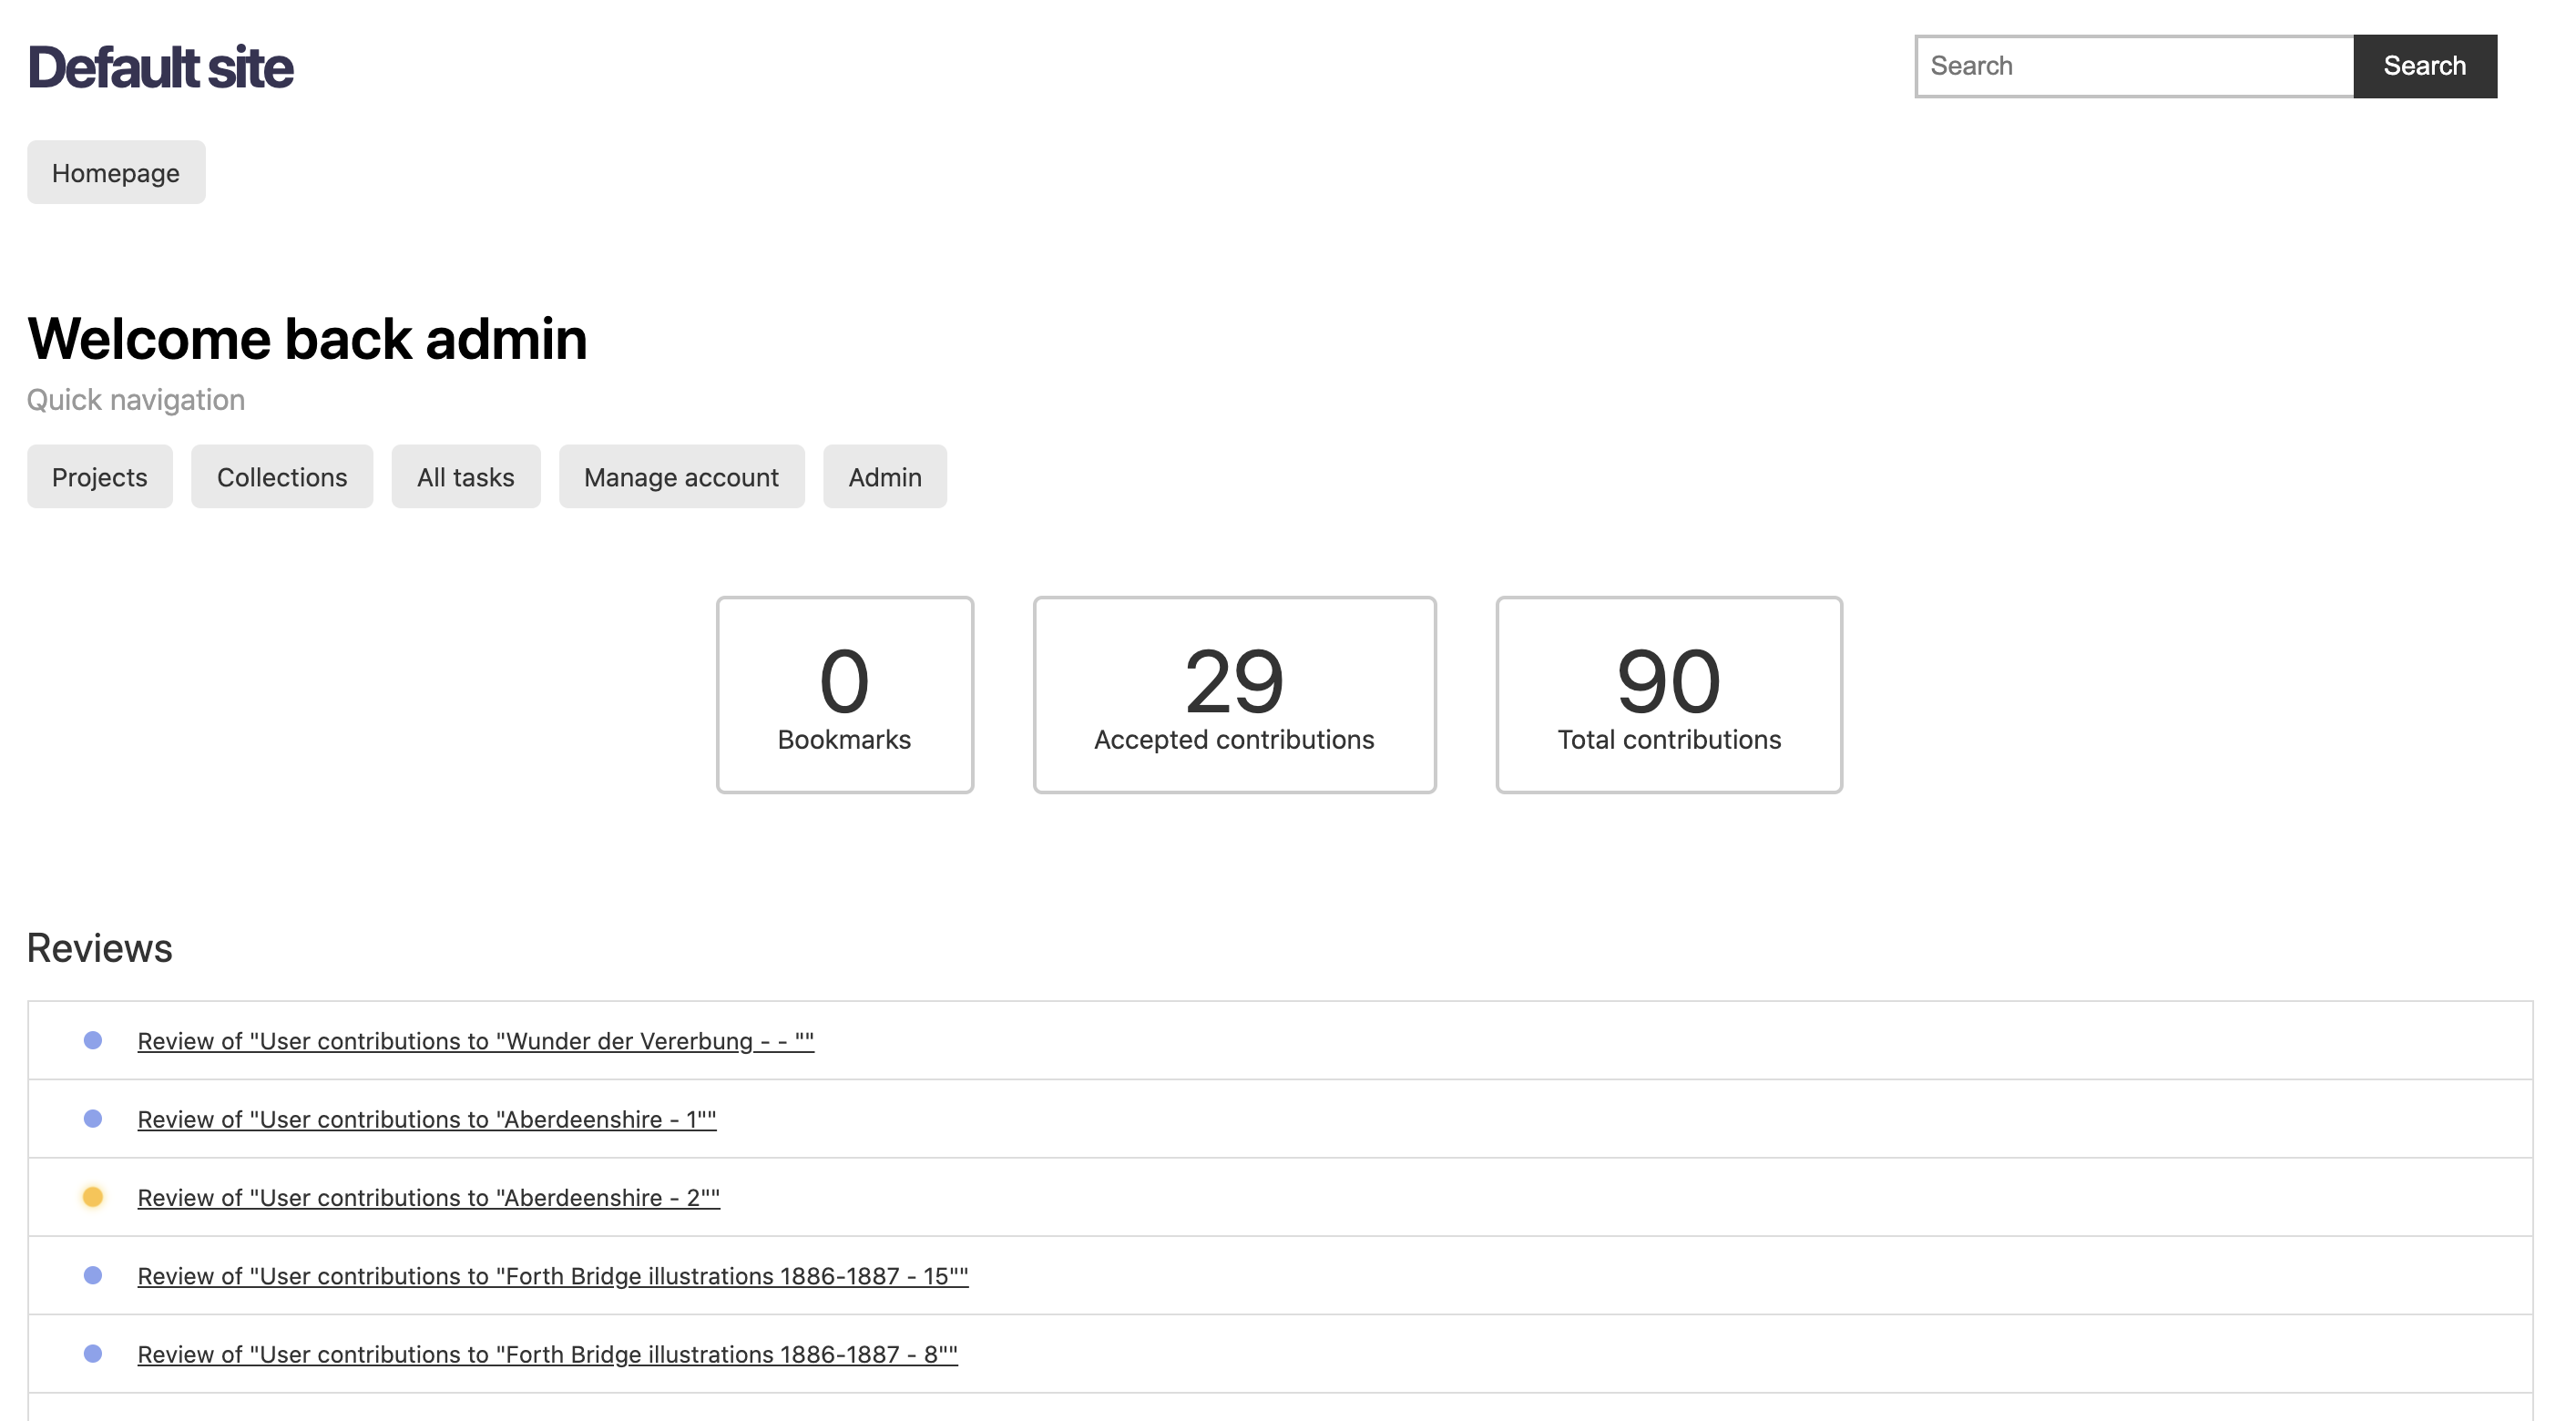 Default site
Search
Search
Homepage
Welcome back admin
Quick navigation
Projects
Collections
All tasks
Manage account
Admin
0
Bookmarks
29
Accepted contributions
90
Total contributions
Reviews
Review of "User contributions to "Wunder der Vererbung - - ""
Review of "User contributions to "Aberdeenshire - 1""
Review of "User contributions to "Aberdeenshire - 2""
Review of "User contributions to "Forth Bridge illustrations 1886-1887 - 15""
Review of "User contributions to "Forth Bridge illustrations 1886-1887 - 8""